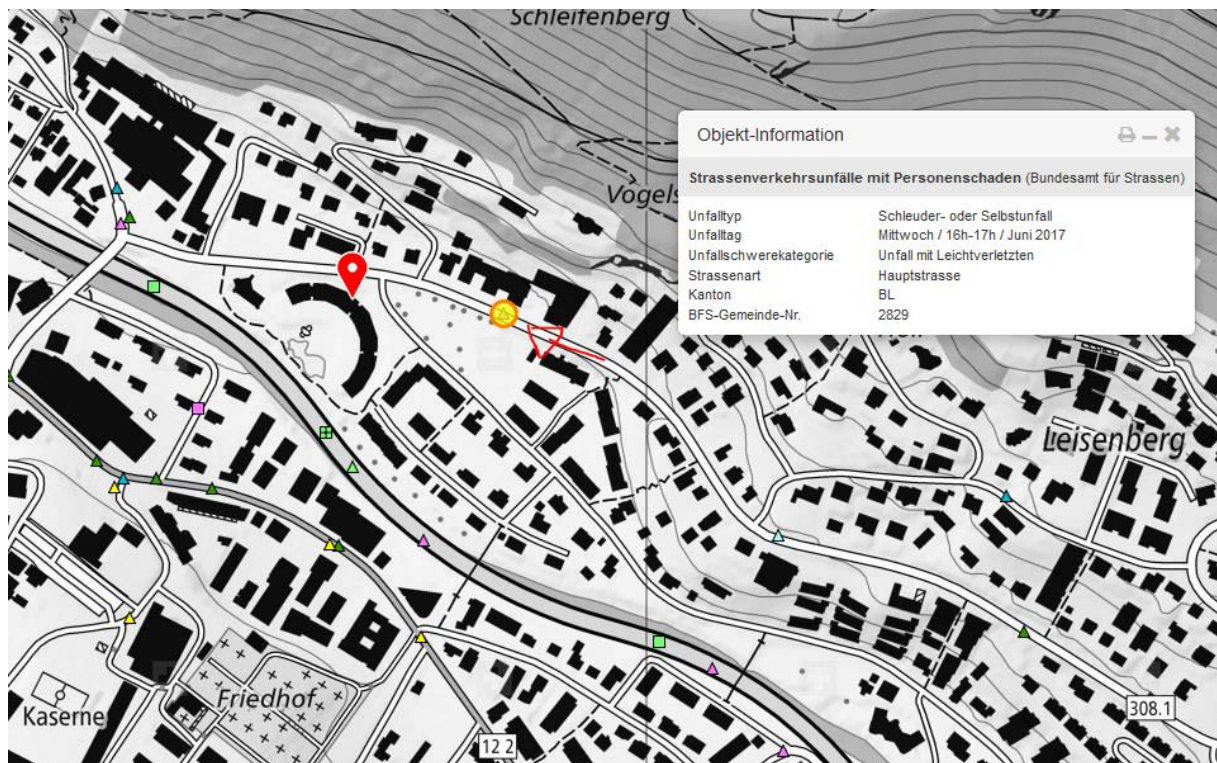 Schleifenberg
Vogels
Objekt-Information
Strassenverkehrsunfälle mit Personenschaden (Bundesamt für Strassen)
Unfalltyp Schleuder- oder Selbstunfall
Unfalltag Mittwoch / 16h-17h / Juni 2017
Unfallschwerekategorie Unfall mit Leichtverletzten
Strassenart Hauptstrasse
Kanton BL
BFS-Gemeinde-Nr. 2829
Leisenberg
Friedhof
Kaserne
308.1
12 2